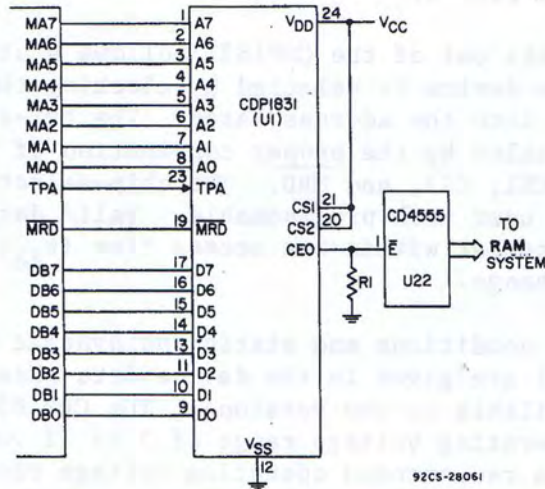 24
MA7 1 A7 VDD VCC
MA6 2 A6
MA5 3 A5
MA4 4 A4
MA3 5 A3 CDP1831
MA2 6 A2 (U1)
MA1 7 A1
MA0 8 A0
TPA 23 TPA
CS1 21 CD4555 TO
MRD 19 MRD CS2 20 RAM
CEO 1 E SYSTEM
DB7 17 D7
DB6 16 D6 R1 U22
DB5 15 D5
DB4 14 D4
DB3 13 D3
DB2 11 D2
DB1 10 D1
DB0 9 D0
VSS
12
92CS-28061